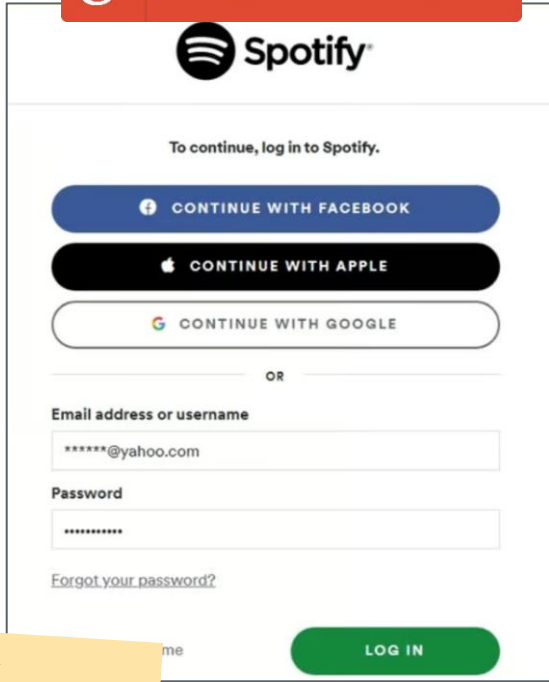 Spotify®
To continue, log in to Spotify.
CONTINUE WITH FACEBOOK
CONTINUE WITH APPLE
CONTINUE WITH GOOGLE
OR
Email address or username
******@yahoo.com
Password
•••••••••••
Forgot your password?
LOG IN